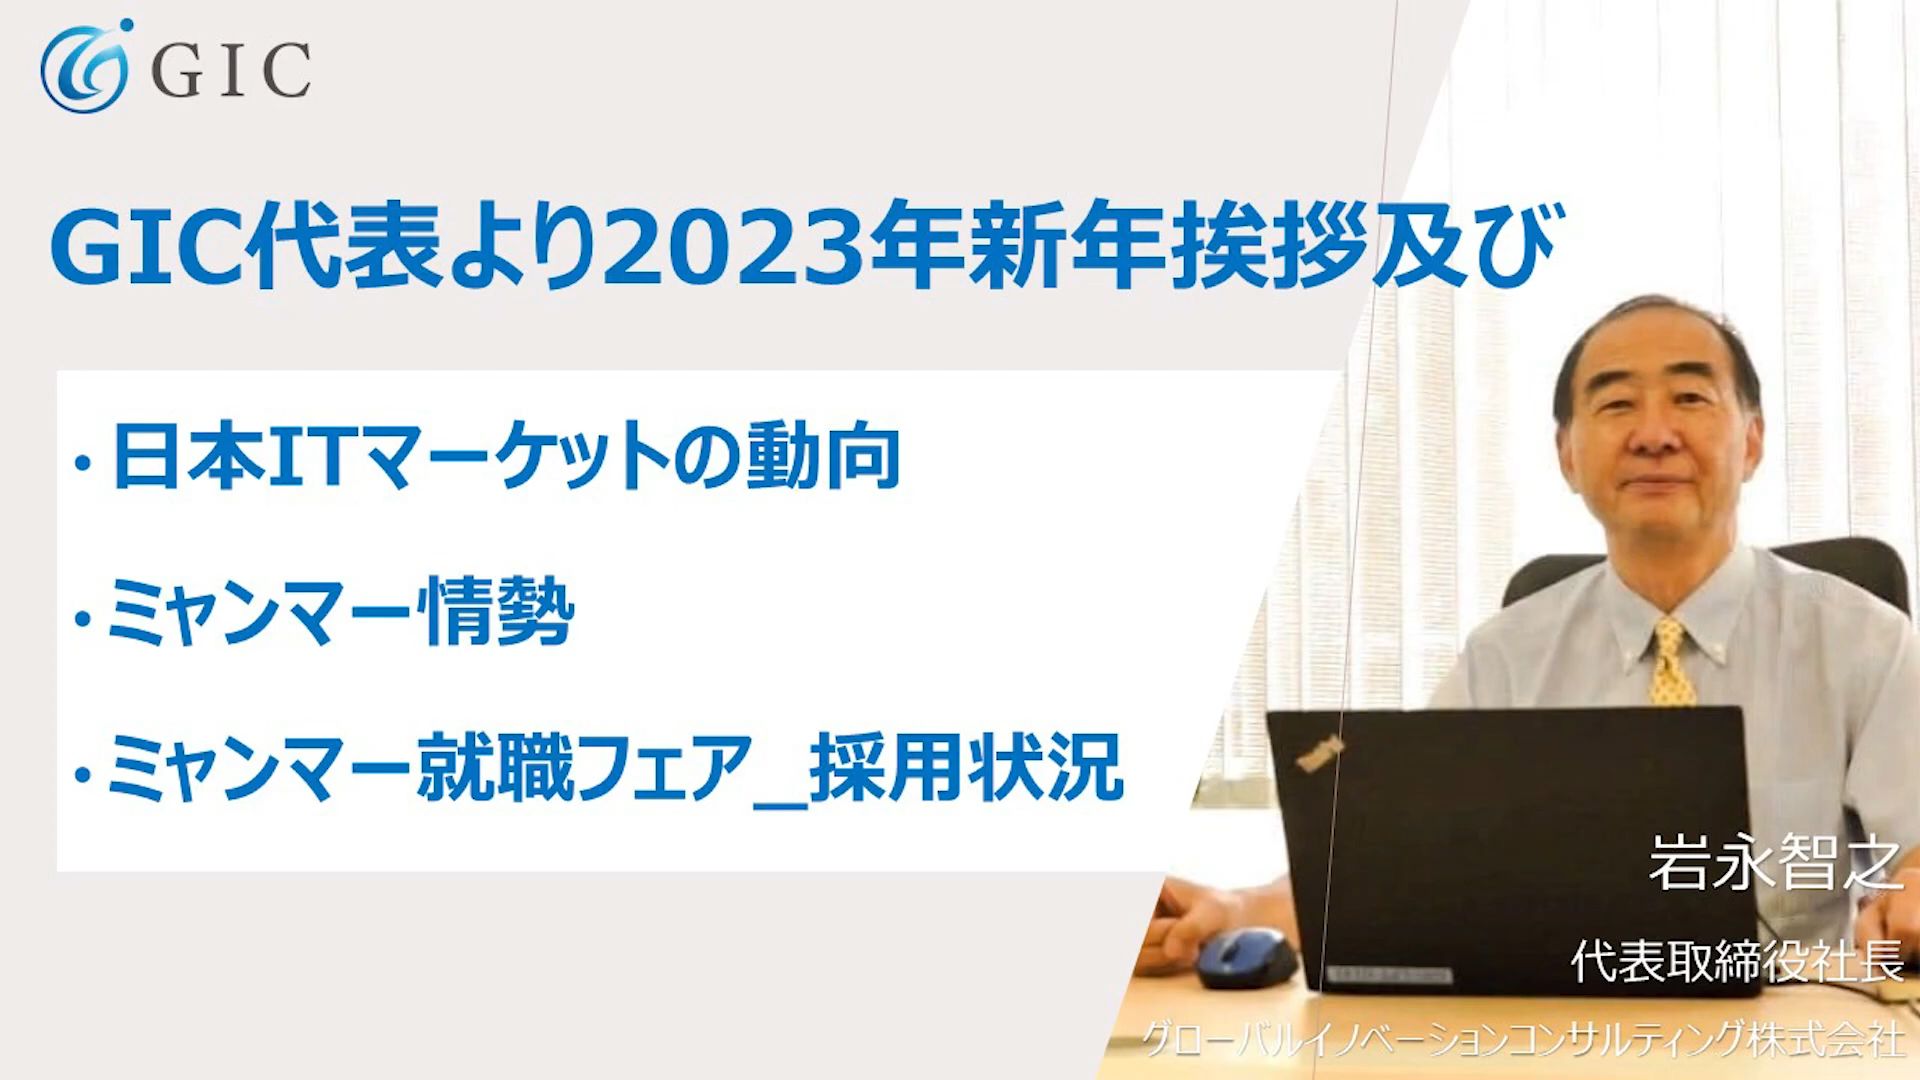 GIC
GIC代表より2023年新年挨拶及び
・日本ITマーケットの動向
・ミャンマー情勢
・ミャンマー就職フェア_採用状況
岩永智之
代表取締役社長
グローバルイノベーションコンサルティング株式会社